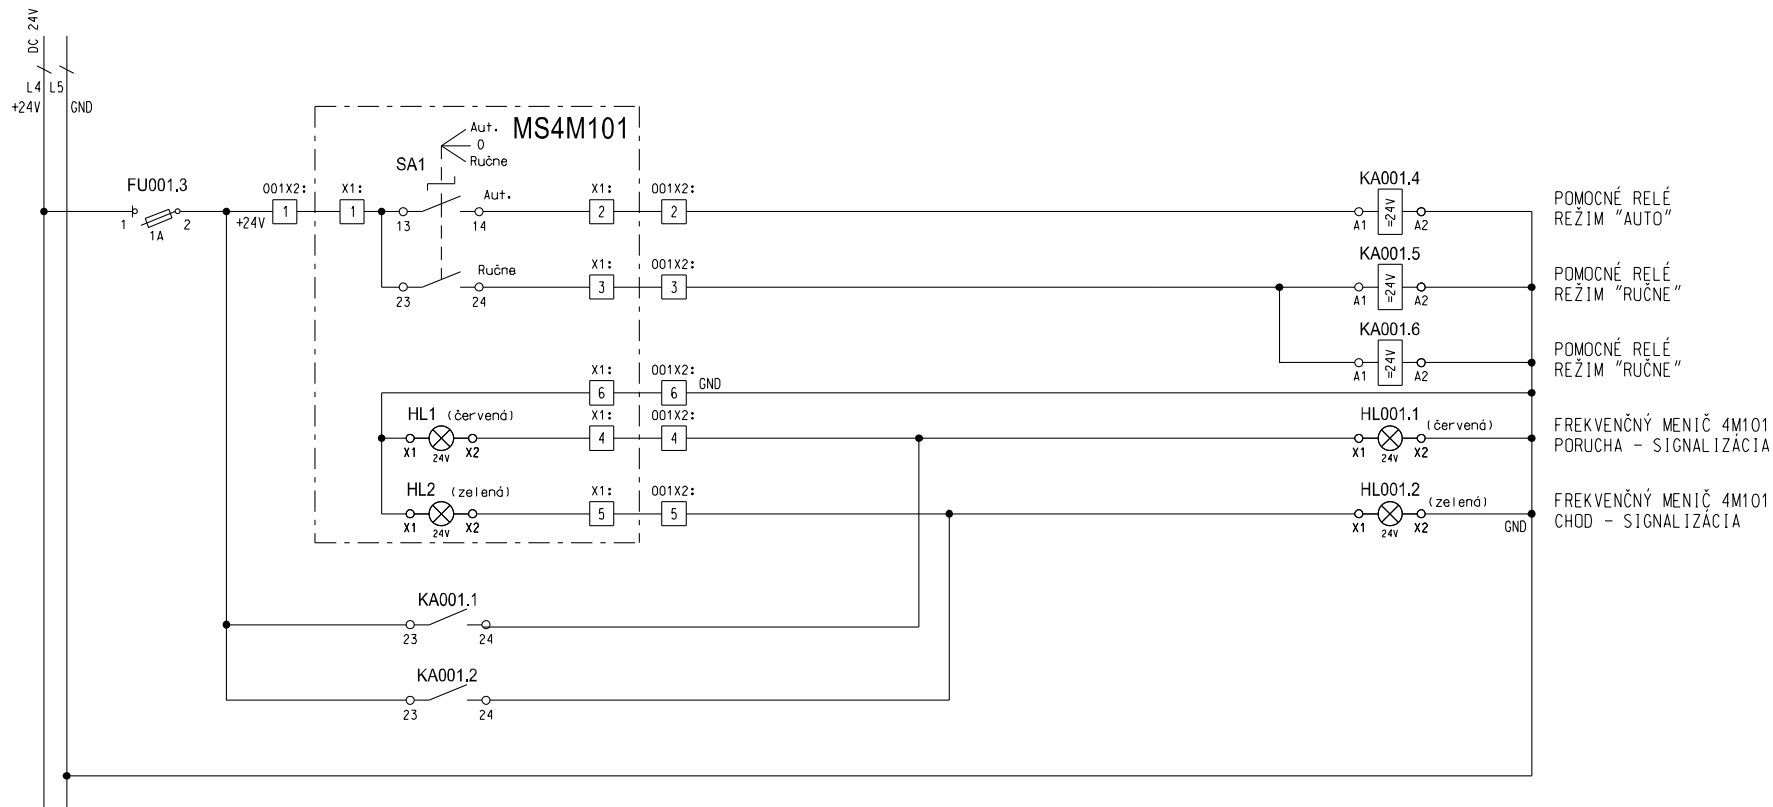 DC 24V
L4 L5
+24V GND
MS4M101
Aut.
0
Ručne
SA1
FU001.3
1 2
1A
+24V
001X2:
1
X1:
1
Aut.
13 14
X1:
2
001X2:
2
KA001.4
=24V
A1 A2
POMOCNÉ RELÉ
REŽIM "AUTO"
Ručne
23 24
X1:
3
001X2:
3
KA001.5
=24V
A1 A2
POMOCNÉ RELÉ
REŽIM "RUČNE"
KA001.6
=24V
A1 A2
POMOCNÉ RELÉ
REŽIM "RUČNE"
X1:
6
001X2:
6
GND
HL1 (červená)
X1 24V X2
X1:
4
001X2:
4
HL001.1 (červená)
X1 24V X2
FREKVENČNÝ MENIČ 4M101
PORUCHA - SIGNALIZÁCIA
HL2 (zelená)
X1 24V X2
X1:
5
001X2:
5
HL001.2 (zelená)
X1 24V X2
GND
FREKVENČNÝ MENIČ 4M101
CHOD - SIGNALIZÁCIA
KA001.1
23 24
KA001.2
23 24